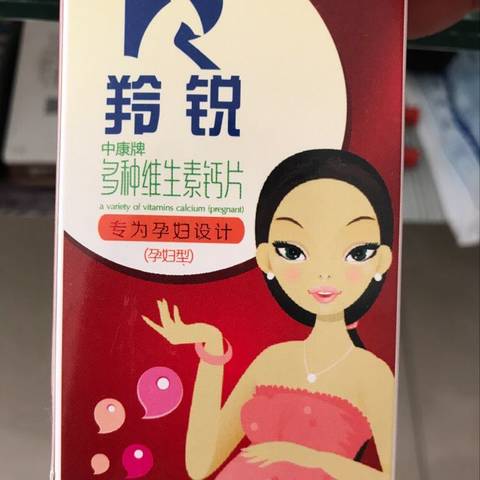 羚锐
中康牌
多种维生素钙片
a variety of vitamins calcium (pregnant)
专为孕妇设计
(孕妇型)